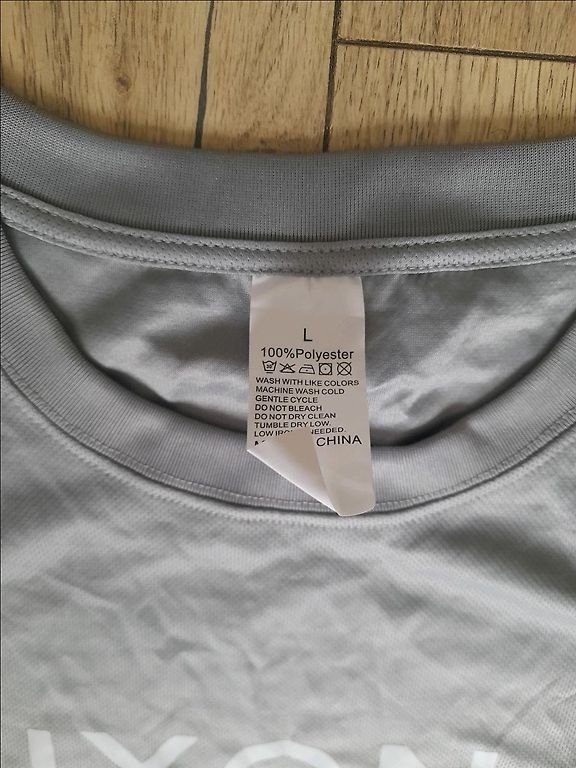 L
100%Polyester
WASH WITH LIKE COLORS
MACHINE WASH COLD
GENTLE CYCLE
DO NOT BLEACH
DO NOT DRY CLEAN
TUMBLE DRY LOW.
LOW NEEDED.
CHINA